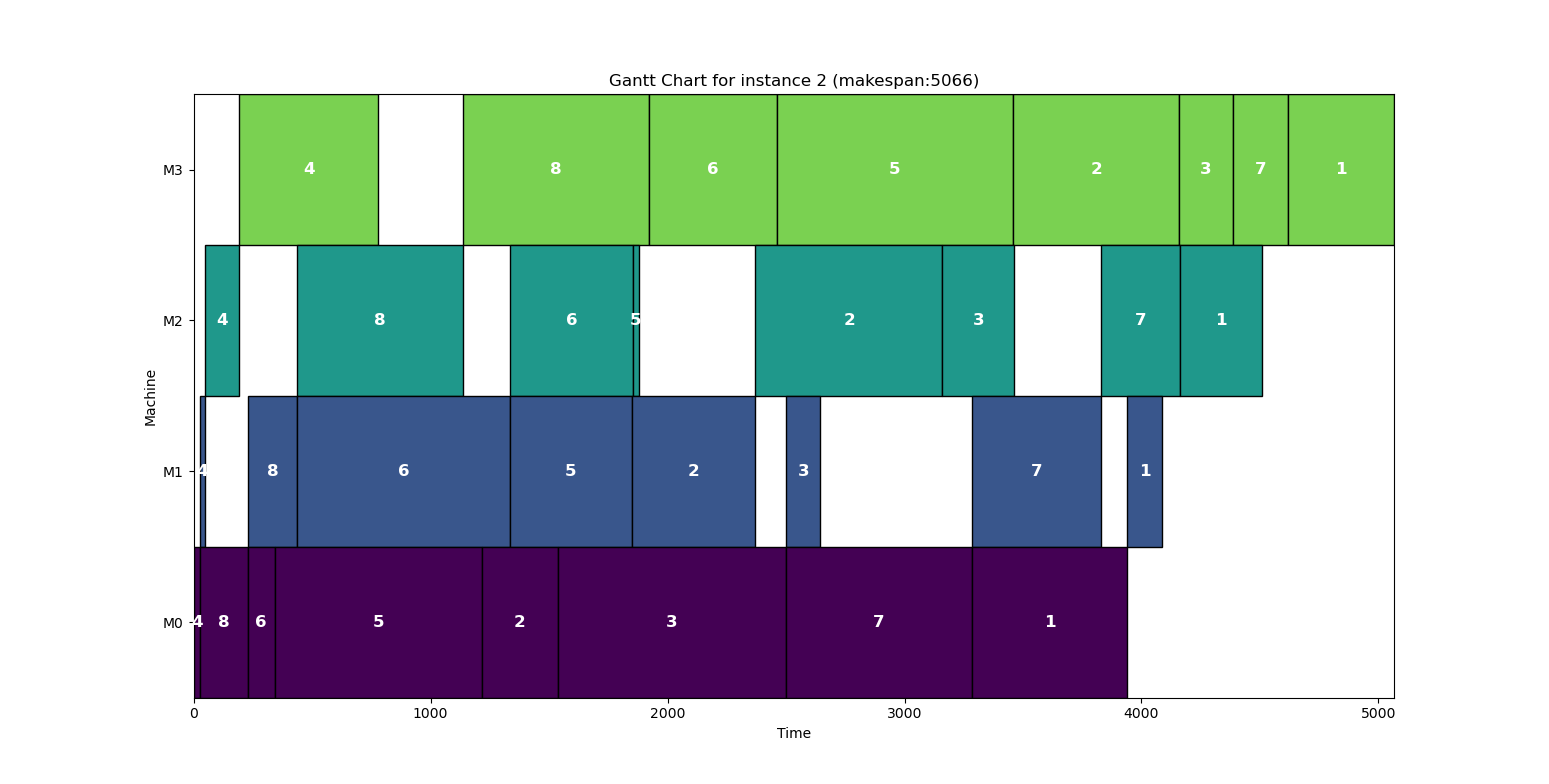 Gantt Chart for instance 2 (makespan:5066)
M3 4 8 6 5 2 3 7 1
M2 4 8 6 5 2 3 7 1
Machine
M1 4 8 6 5 2 3 7 1
M0 4 8 6 5 2 3 7 1
0 1000 2000 3000 4000 5000
Time